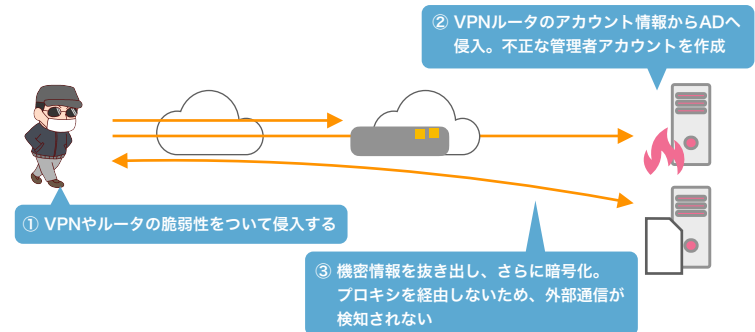 ② VPNルータのアカウント情報からADへ
侵入。不正な管理者アカウントを作成
① VPNやルータの脆弱性をついて侵入する
③ 機密情報を抜き出し、さらに暗号化。
プロキシを経由しないため、外部通信が
検知されない